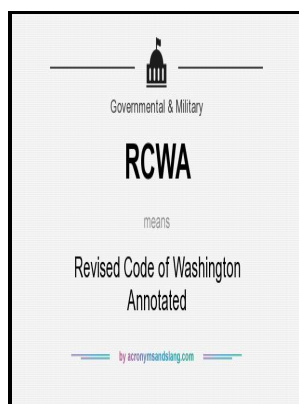 Governmental & Military
RCWA
means
Revised Code of Washington
Annotated
by acronymsandslang.com